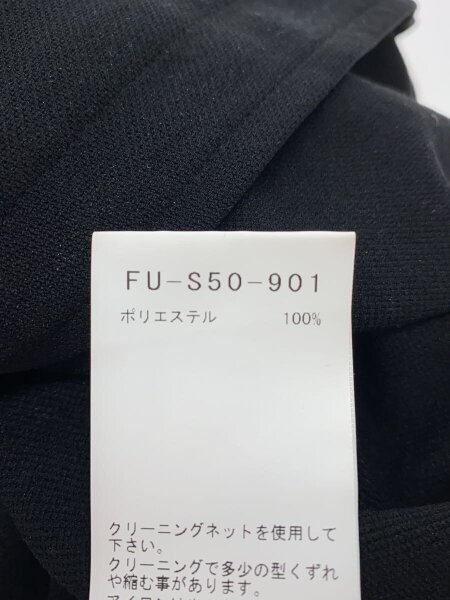 FU-S50-901
ポリエステル 100%
クリーニングネットを使用して
下さい。
クリーニングで多少の型くずれ
や縮む事があります。